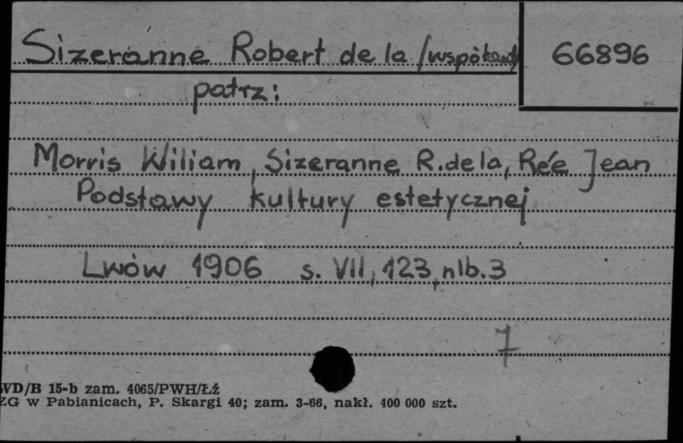 Sizeranne Robert de la /współaut/
66896
patrz:
Morris Wiliam, Sizeranne R. de la, Rée Jean
Podstawy kultury estetycznej
Lwów 1906 s. VII, 123, nlb. 3
7
WD/B 15-b zam. 4065/PWH/Łź
ZG w Pabianicach, P. Skargi 40; zam. 3-66, nakł. 400 000 szt.